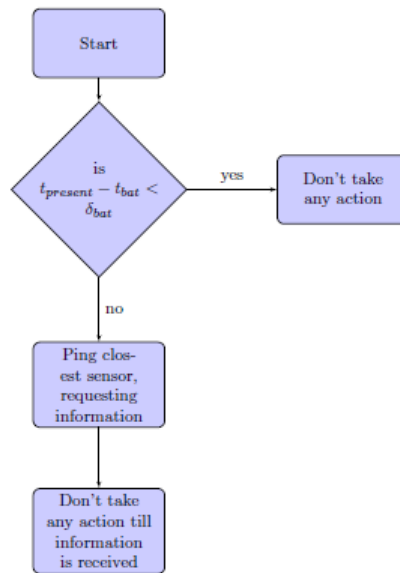 Start
is
t_present − t_bat <
δ_bat
yes
Don't take
any action
no
Ping clos-
est sensor,
requesting
information
Don't take
any action till
information
is received